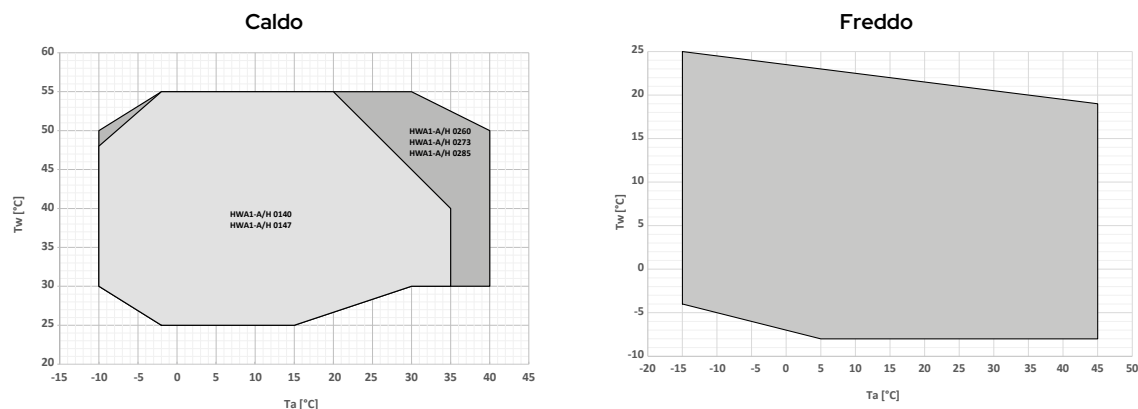 Caldo
60
55
50
45
40
35
30
25
20
Tw [°C]
HWA1-A/H 0260
HWA1-A/H 0273
HWA1-A/H 0285
HWA1-A/H 0140
HWA1-A/H 0147
-15 -10 -5 0 5 10 15 20 25 30 35 40 45
Ta [°C]
Freddo
25
20
15
10
5
0
-5
-10
Tw [°C]
-20 -15 -10 -5 0 5 10 15 20 25 30 35 40 45 50
Ta [°C]